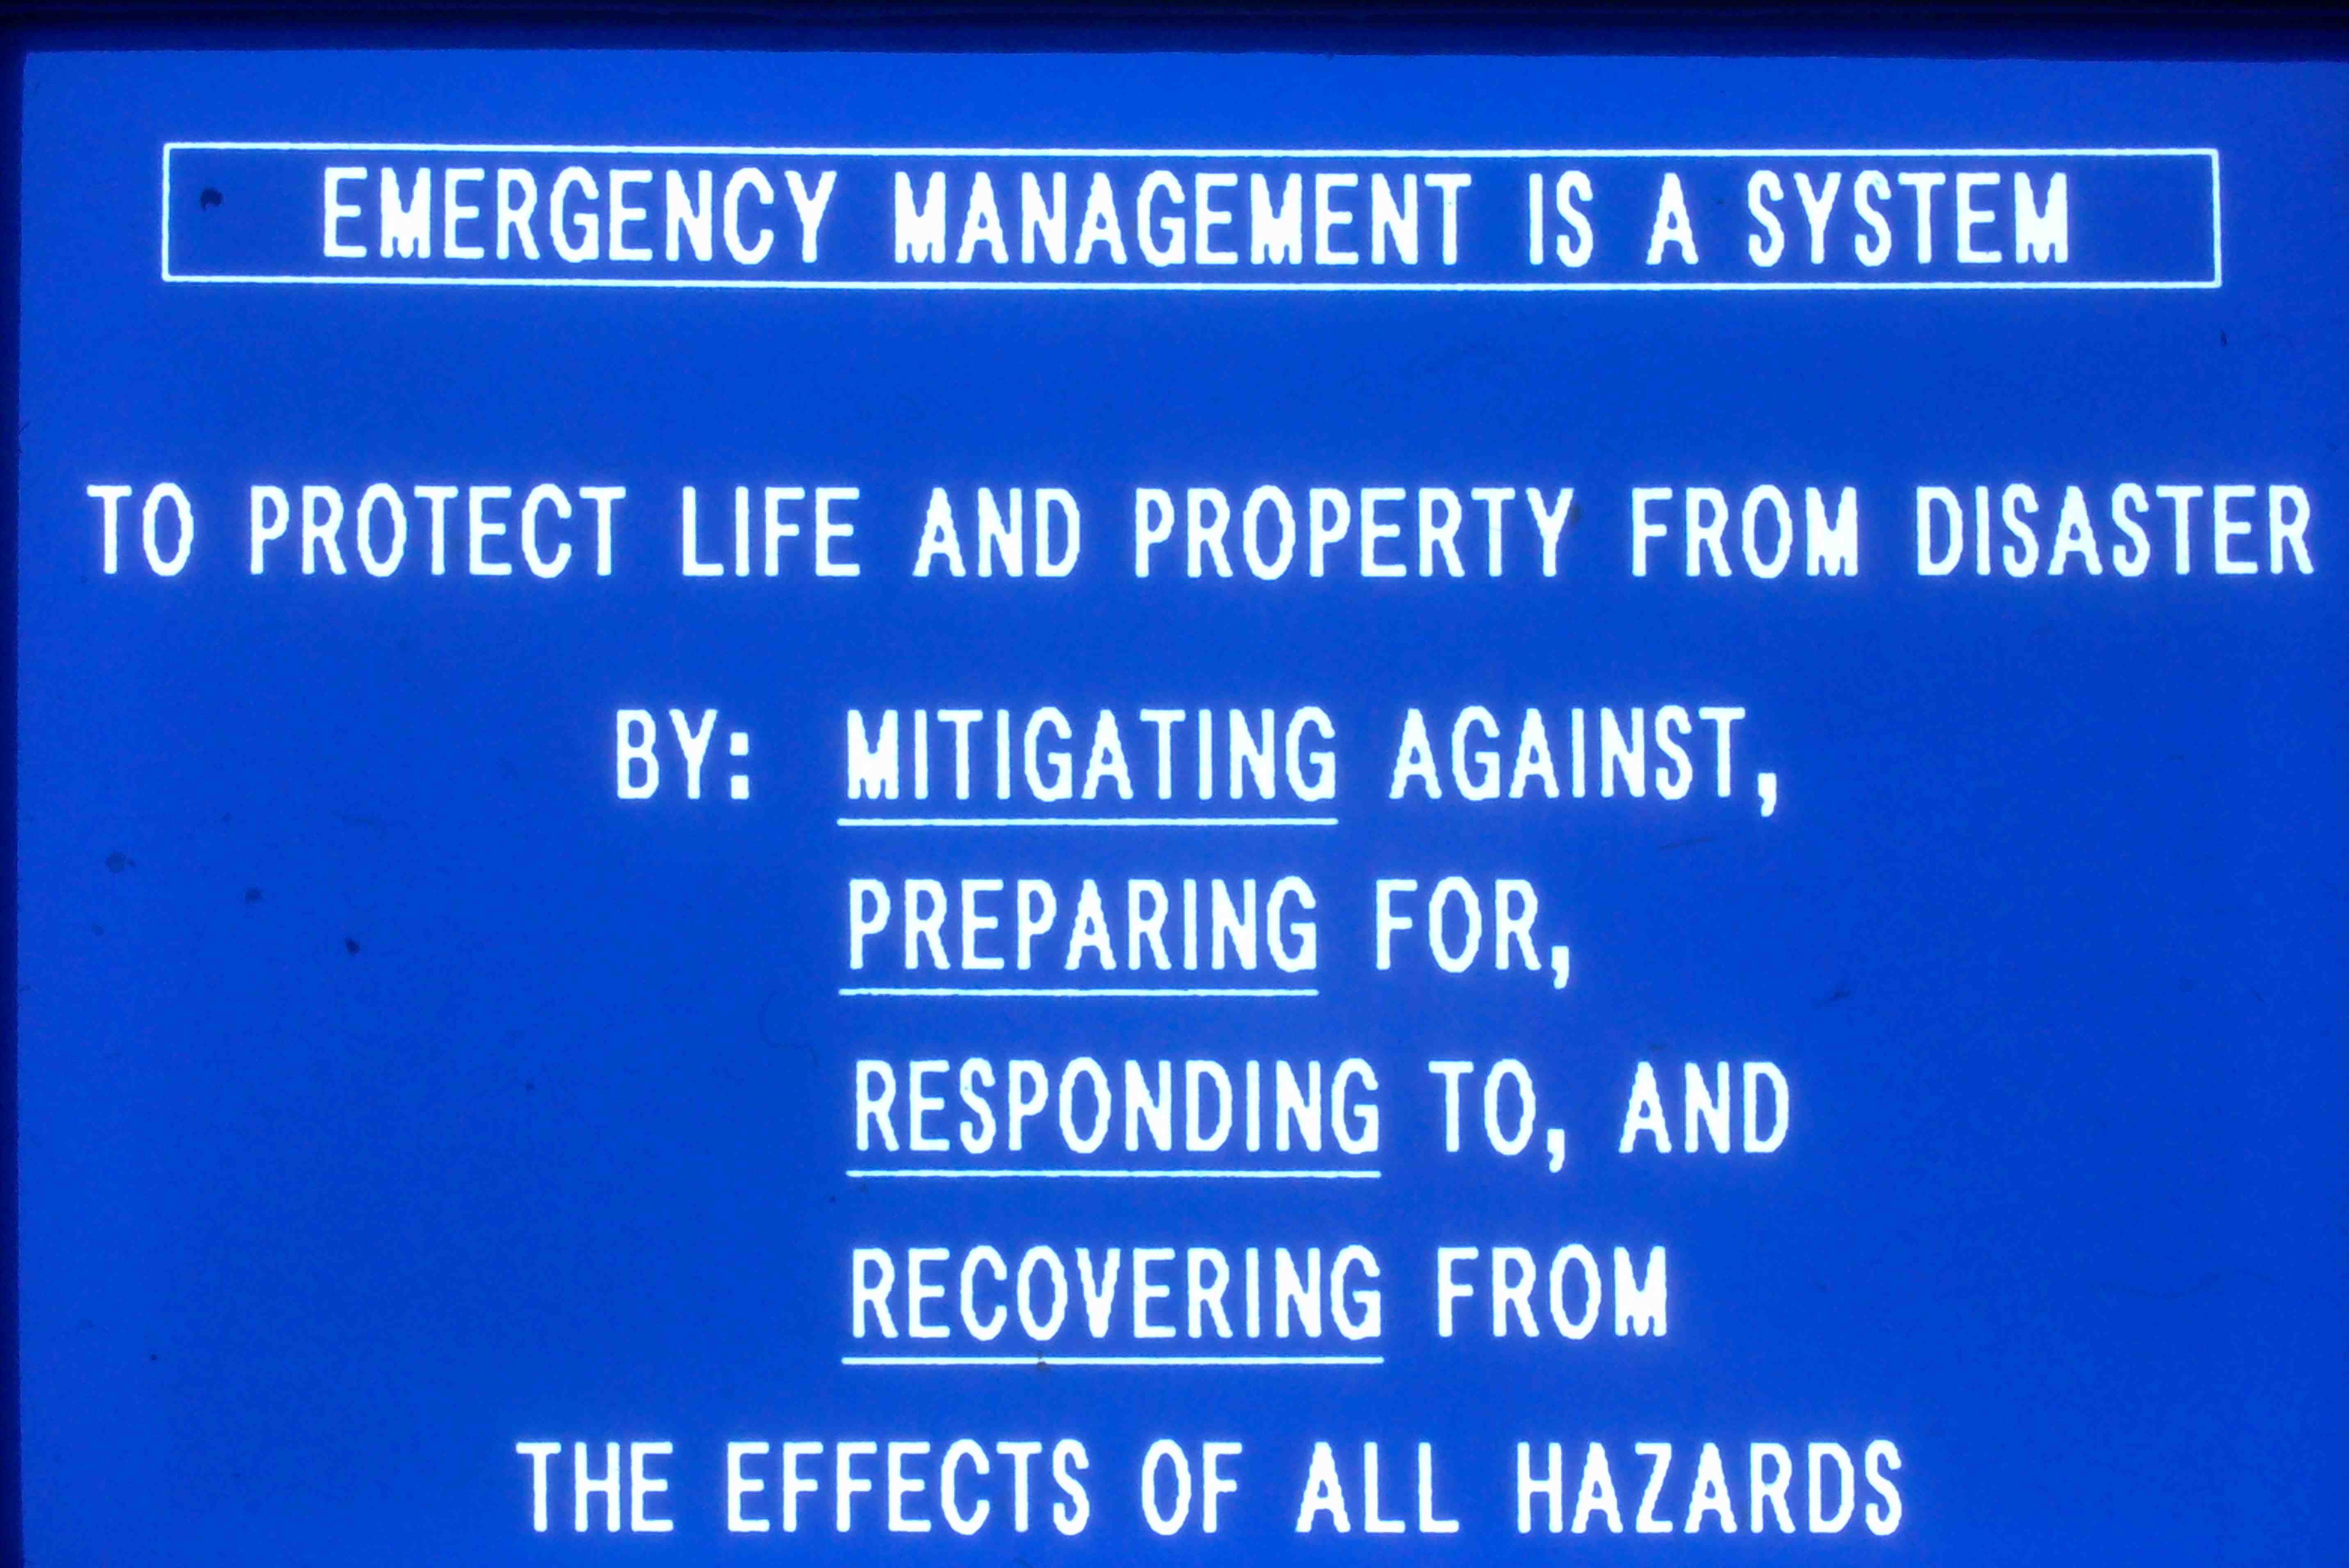 EMERGENCY MANAGEMENT IS A SYSTEM
TO PROTECT LIFE AND PROPERTY FROM DISASTER
BY: MITIGATING AGAINST,
PREPARING FOR,
RESPONDING TO, AND
RECOVERING FROM
THE EFFECTS OF ALL HAZARDS